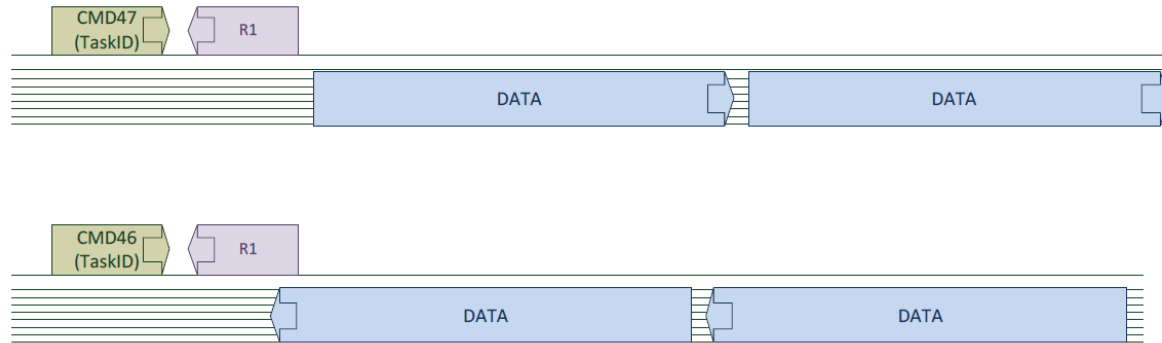 CMD47
(TaskID)
R1
DATA
DATA
CMD46
(TaskID)
R1
DATA
DATA